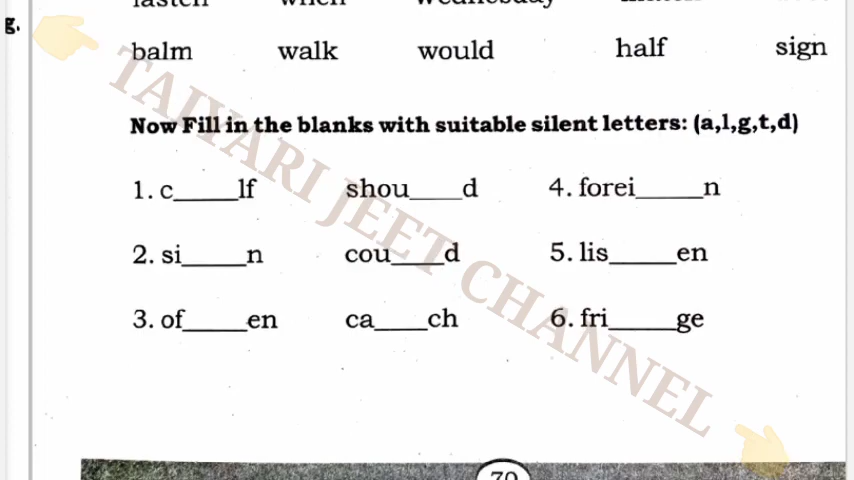 g.
balm walk would half sign
Now Fill in the blanks with suitable silent letters: (a,l,g,t,d)
1. c_____lf shou____d 4. forei_____n
2. si_____n cou____d 5. lis_____en
3. of_____en ca____ch 6. fri_____ge
TAIYARI JEET CHANNEL
70